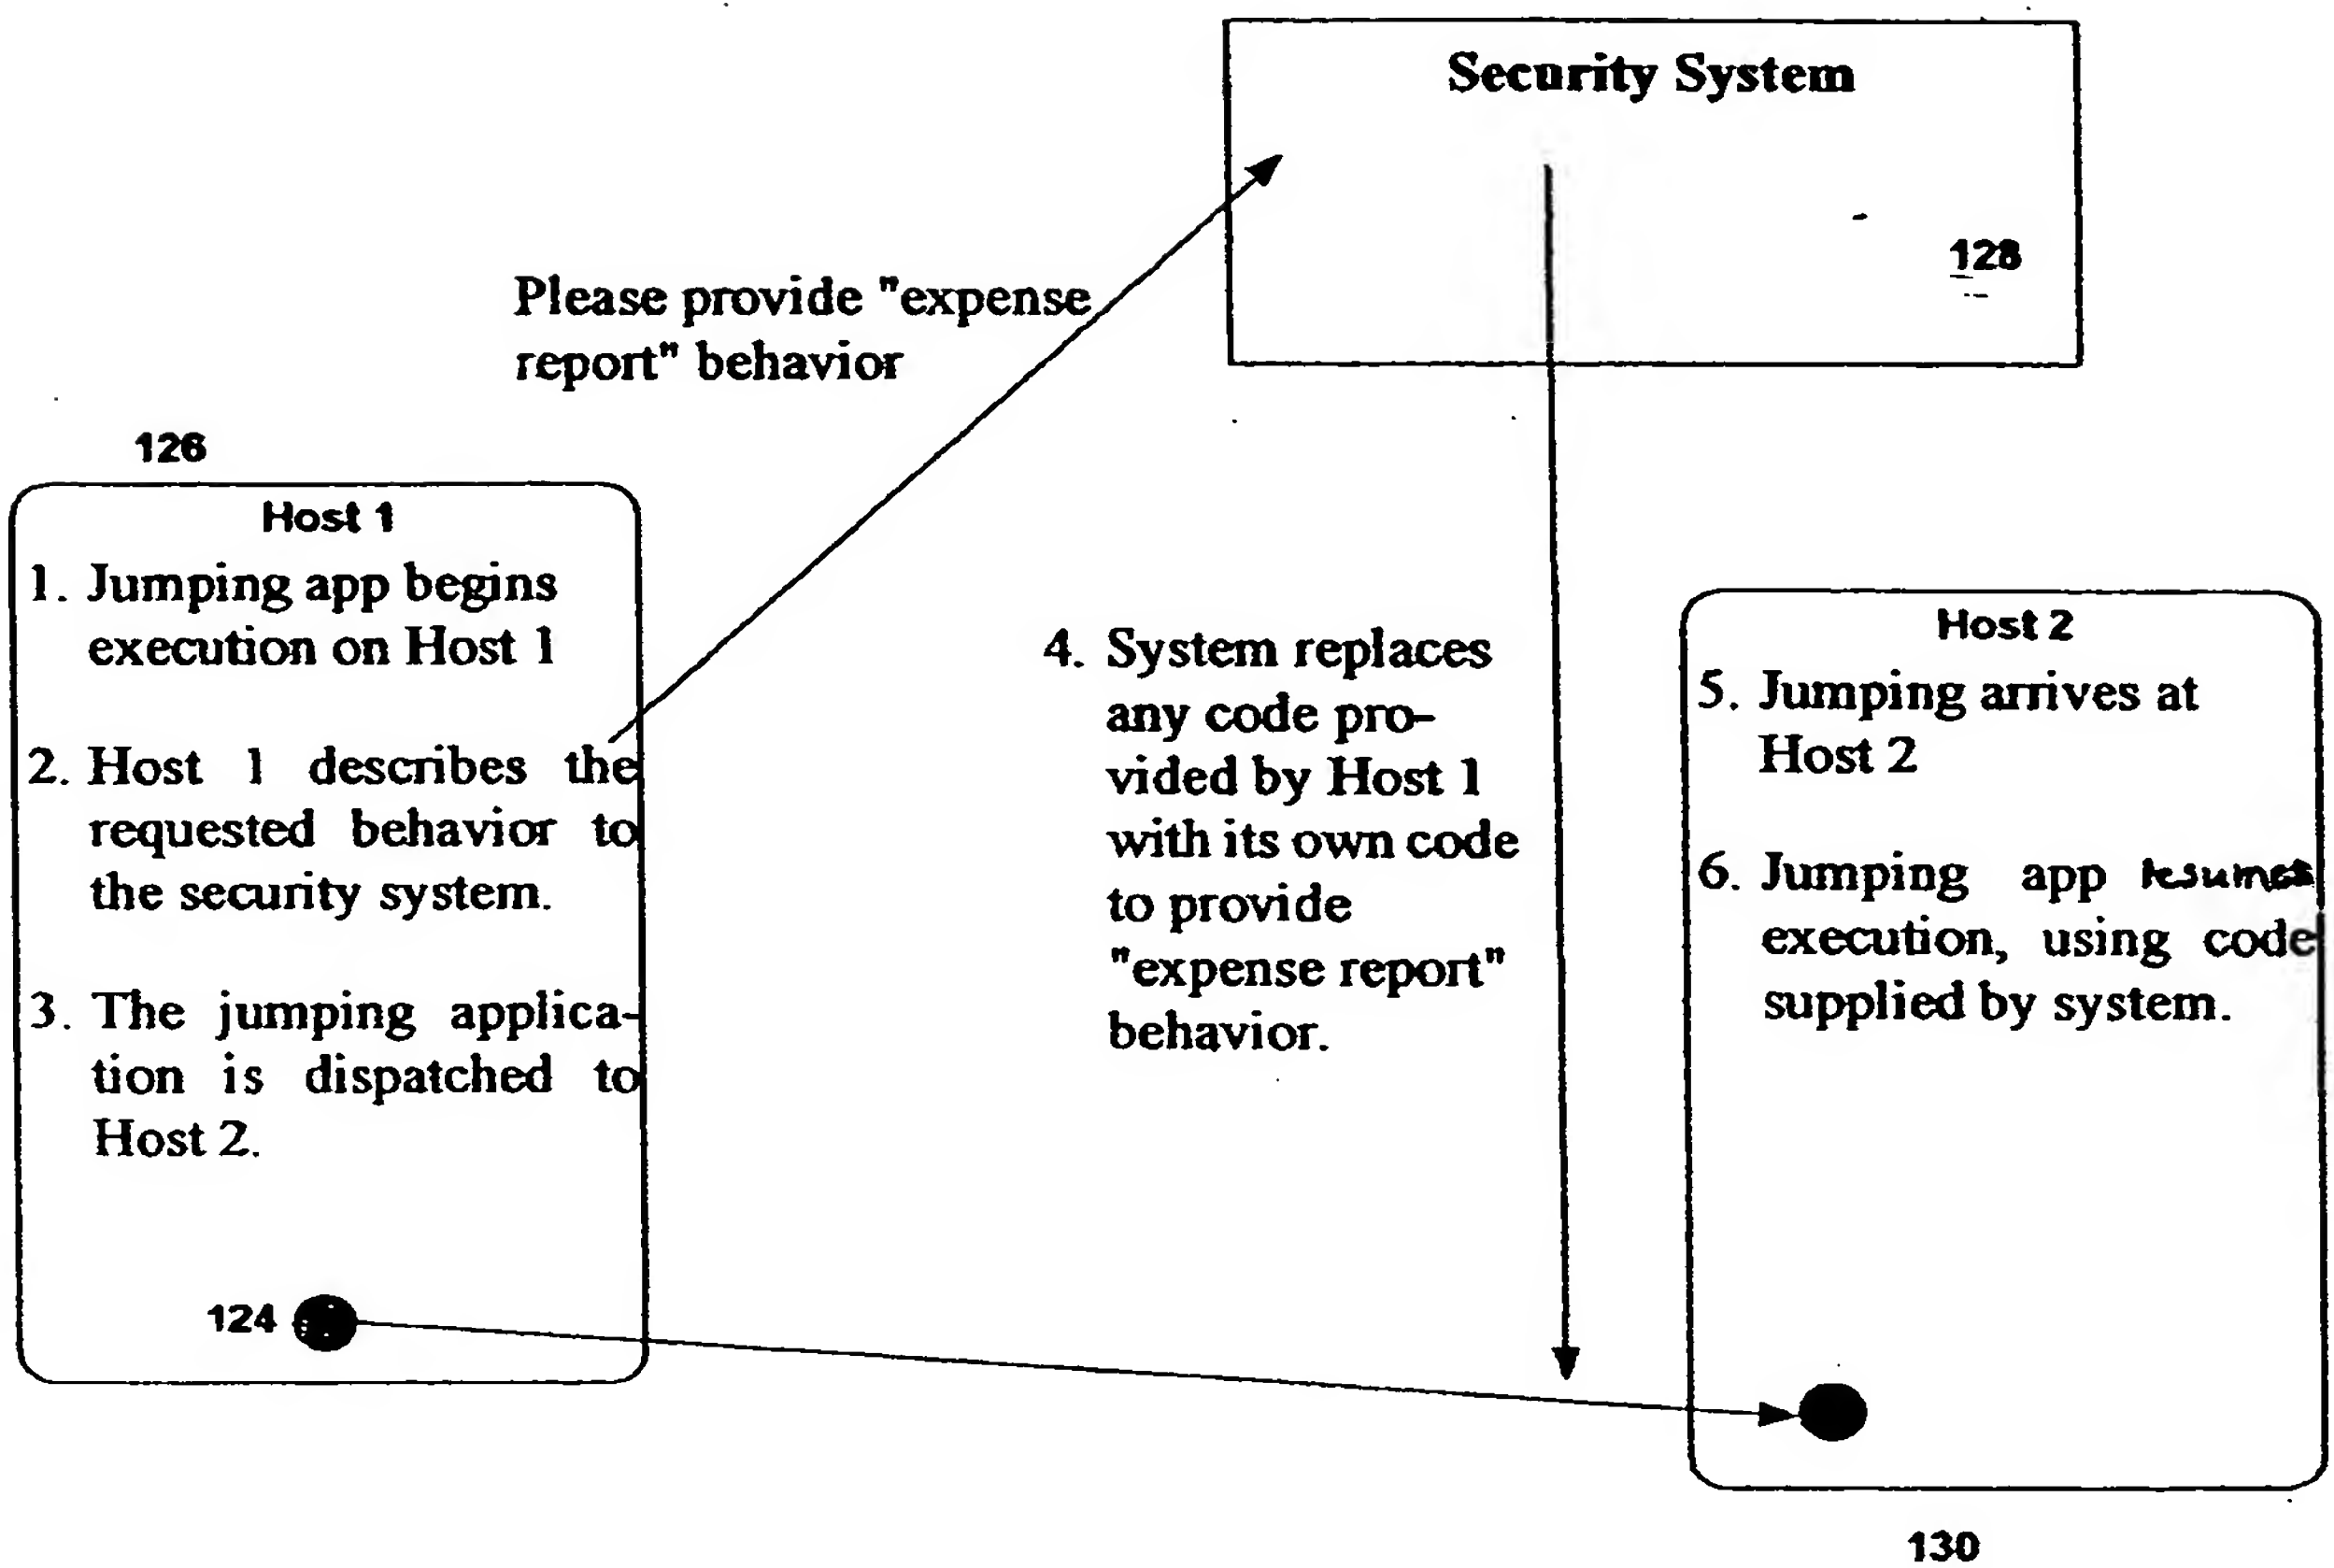 Security System
128
Please provide "expense
report" behavior
126
Host 1
1. Jumping app begins
execution on Host 1
2. Host 1 describes the
requested behavior to
the security system.
3. The jumping applica-
tion is dispatched to
Host 2.
124
4. System replaces
any code pro-
vided by Host 1
with its own code
to provide
"expense report"
behavior.
Host 2
5. Jumping arrives at
Host 2
6. Jumping app resumes
execution, using code
supplied by system.
130